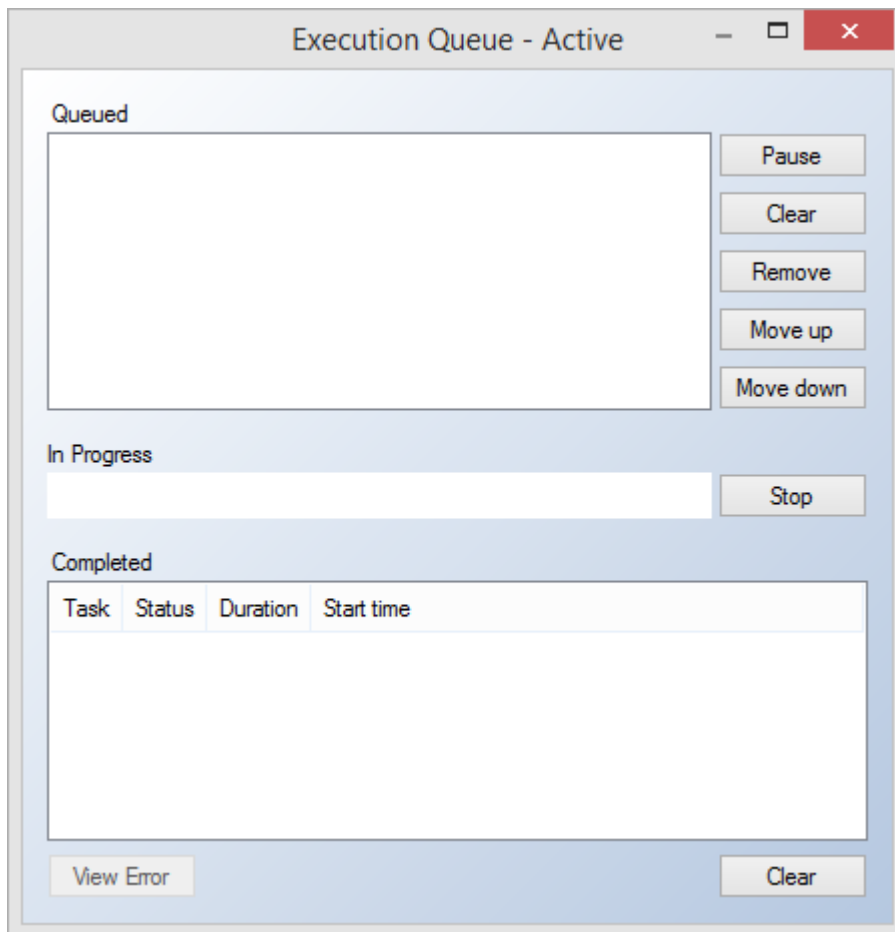 Execution Queue - Active
Queued
Pause
Clear
Remove
Move up
Move down
In Progress
Stop
Completed
Task Status Duration Start time
View Error Clear